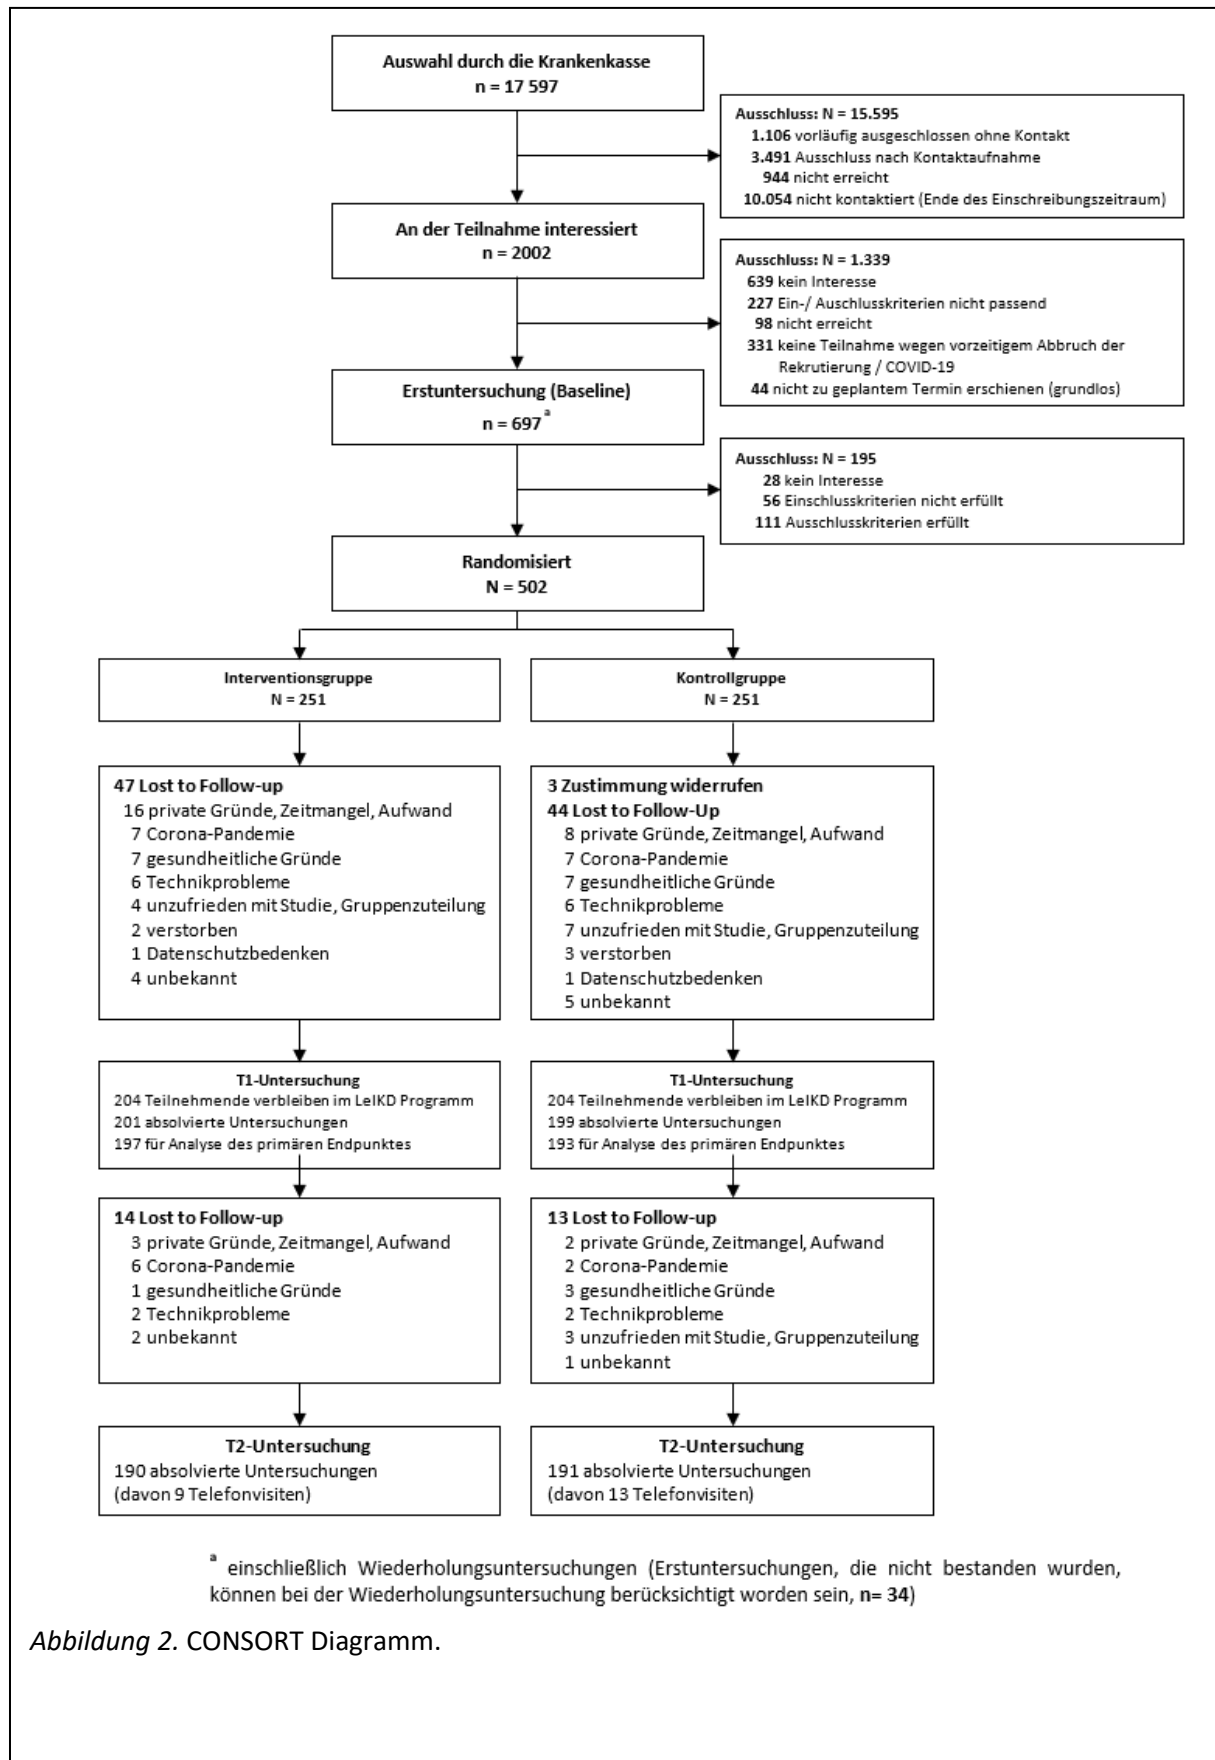 Auswahl durch die Krankenkasse
n = 17 597
Ausschluss: N = 15.595
1.106 vorläufig ausgeschlossen ohne Kontakt
3.491 Ausschluss nach Kontaktaufnahme
944 nicht erreicht
10.054 nicht kontaktiert (Ende des Einschreibungszeitraum)
An der Teilnahme interessiert
n = 2002
Ausschluss: N = 1.339
639 kein Interesse
227 Ein-/ Auschlusskriterien nicht passend
98 nicht erreicht
331 keine Teilnahme wegen vorzeitigem Abbruch der
Rekrutierung / COVID-19
44 nicht zu geplantem Termin erschienen (grundlos)
Erstuntersuchung (Baseline)
n = 697 a
Ausschluss: N = 195
28 kein Interesse
56 Einschlusskriterien nicht erfüllt
111 Ausschlusskriterien erfüllt
Randomisiert
N = 502
Interventionsgruppe
N = 251
Kontrollgruppe
N = 251
47 Lost to Follow-up
16 private Gründe, Zeitmangel, Aufwand
7 Corona-Pandemie
7 gesundheitliche Gründe
6 Technikprobleme
4 unzufrieden mit Studie, Gruppenzuteilung
2 verstorben
1 Datenschutzbedenken
4 unbekannt
3 Zustimmung widerrufen
44 Lost to Follow-Up
8 private Gründe, Zeitmangel, Aufwand
7 Corona-Pandemie
7 gesundheitliche Gründe
6 Technikprobleme
7 unzufrieden mit Studie, Gruppenzuteilung
3 verstorben
1 Datenschutzbedenken
5 unbekannt
T1-Untersuchung
204 Teilnehmende verbleiben im LeIKD Programm
201 absolvierte Untersuchungen
197 für Analyse des primären Endpunktes
T1-Untersuchung
204 Teilnehmende verbleiben im LeIKD Programm
199 absolvierte Untersuchungen
193 für Analyse des primären Endpunktes
14 Lost to Follow-up
3 private Gründe, Zeitmangel, Aufwand
6 Corona-Pandemie
1 gesundheitliche Gründe
2 Technikprobleme
2 unbekannt
13 Lost to Follow-up
2 private Gründe, Zeitmangel, Aufwand
2 Corona-Pandemie
3 gesundheitliche Gründe
2 Technikprobleme
3 unzufrieden mit Studie, Gruppenzuteilung
1 unbekannt
T2-Untersuchung
190 absolvierte Untersuchungen
(davon 9 Telefonvisiten)
T2-Untersuchung
191 absolvierte Untersuchungen
(davon 13 Telefonvisiten)
a einschließlich Wiederholungsuntersuchungen (Erstuntersuchungen, die nicht bestanden wurden,
können bei der Wiederholungsuntersuchung berücksichtigt worden sein, n= 34)
Abbildung 2. CONSORT Diagramm.